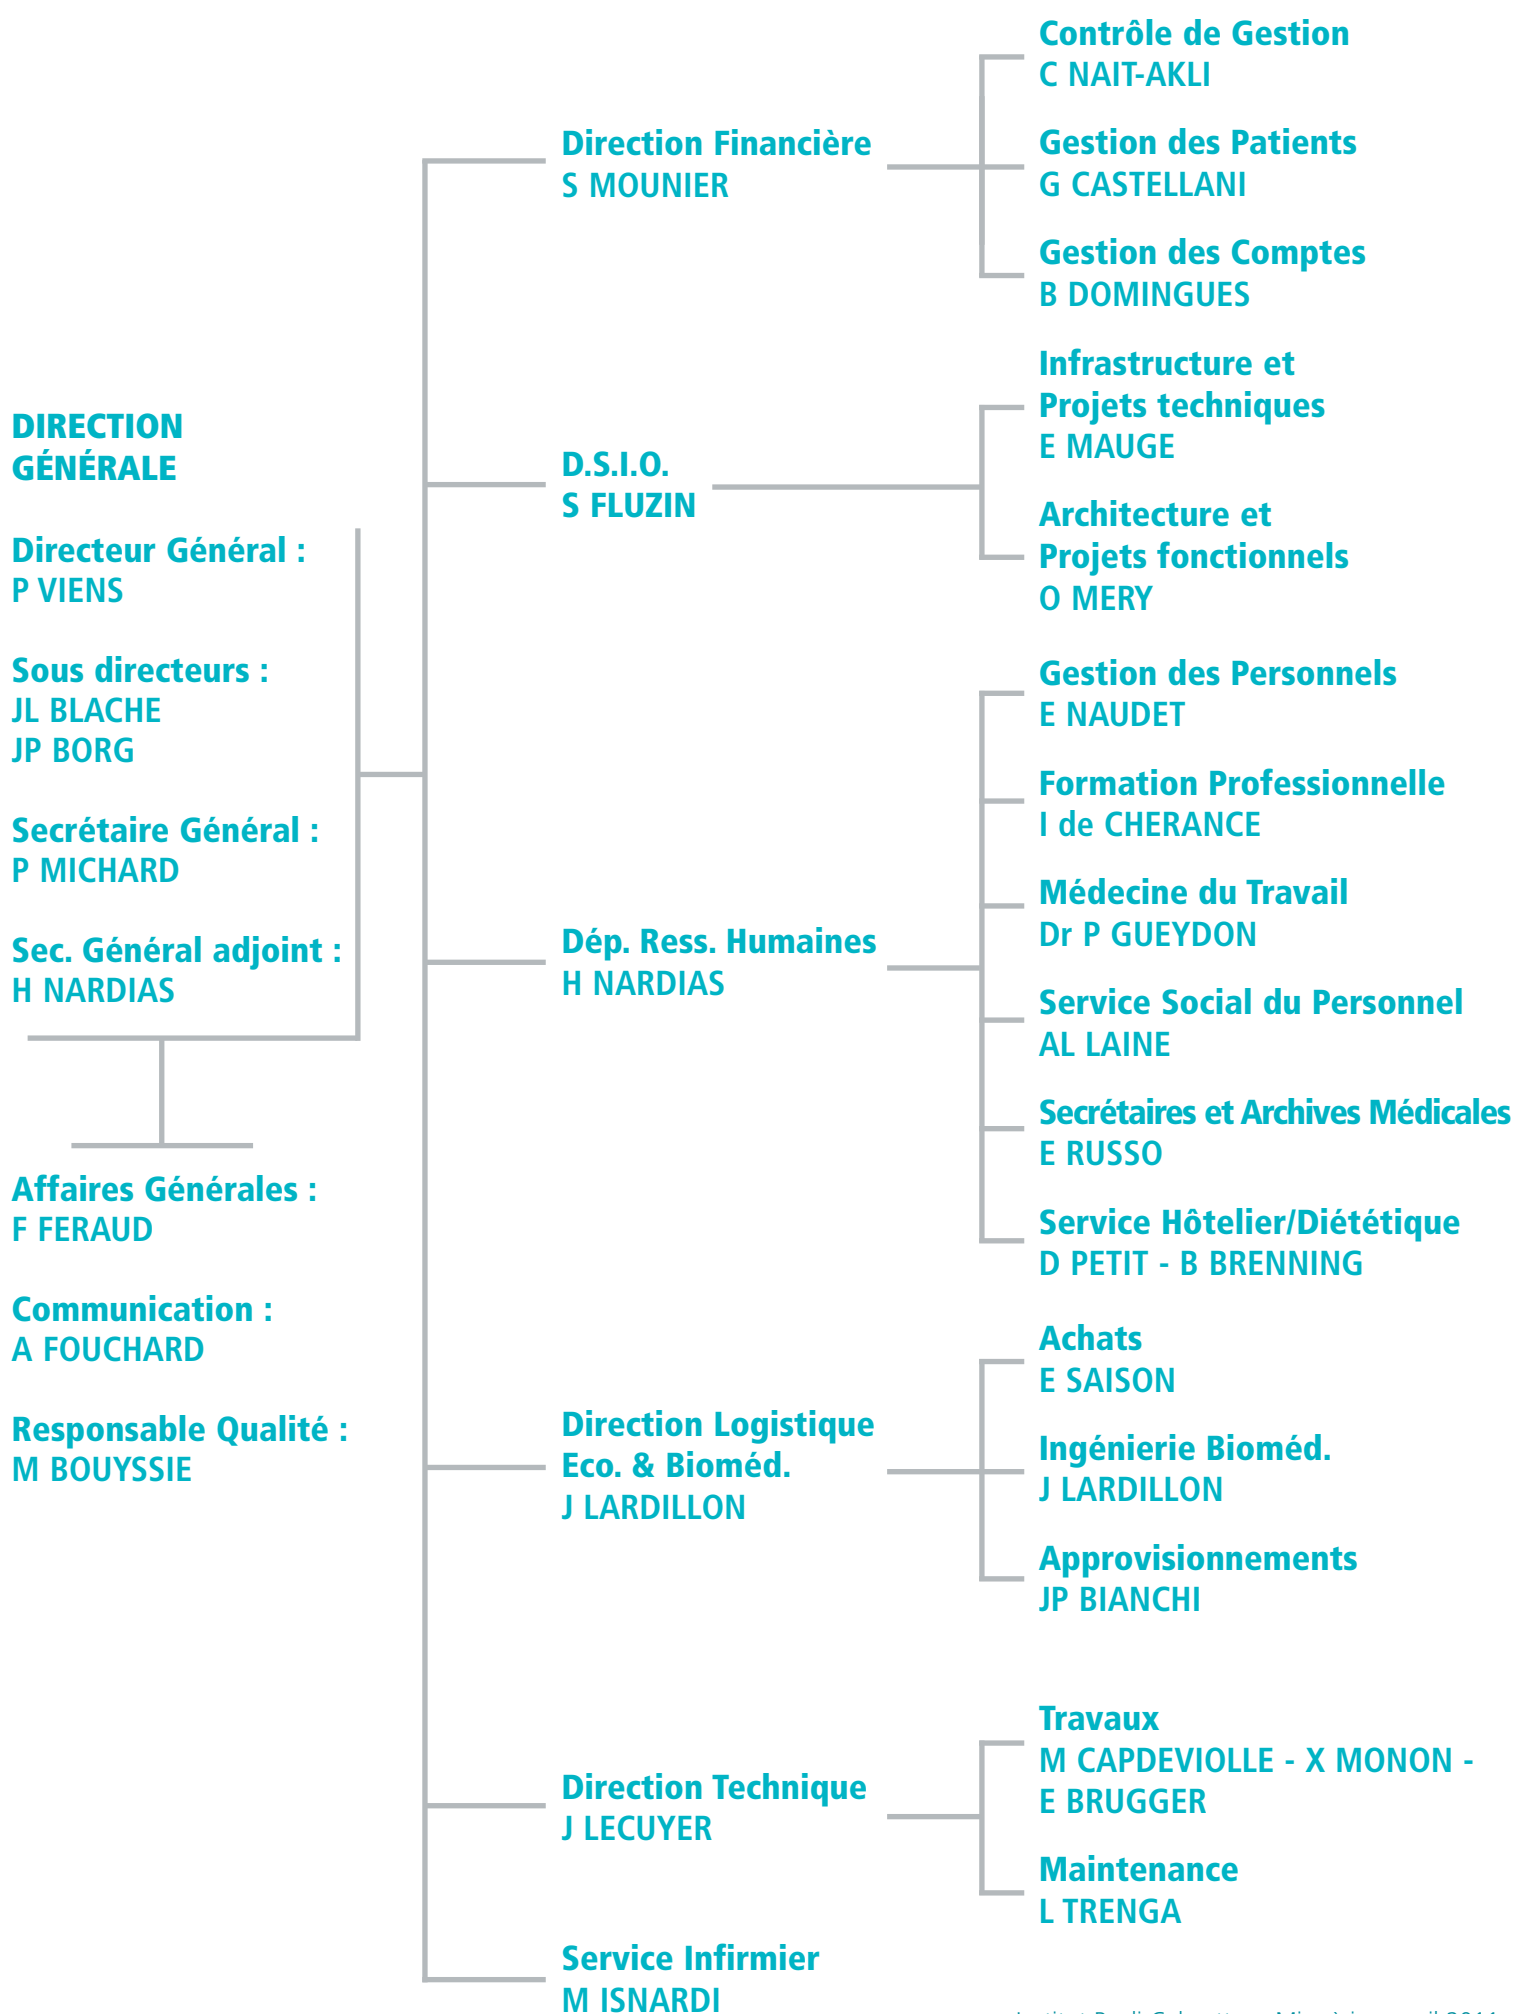 DIRECTION
GÉNÉRALE
Directeur Général :
P VIENS
Sous directeurs :
JL BLACHE
JP BORG
Secrétaire Général :
P MICHARD
Sec. Général adjoint :
H NARDIAS
Affaires Générales :
F FERAUD
Communication :
A FOUCHARD
Responsable Qualité :
M BOUYSSIE
Direction Financière
S MOUNIER
Contrôle de Gestion
C NAIT-AKLI
Gestion des Patients
G CASTELLANI
Gestion des Comptes
B DOMINGUES
D.S.I.O.
S FLUZIN
Infrastructure et
Projets techniques
E MAUGE
Architecture et
Projets fonctionnels
O MERY
Dép. Ress. Humaines
H NARDIAS
Gestion des Personnels
E NAUDET
Formation Professionnelle
I de CHERANCE
Médecine du Travail
Dr P GUEYDON
Service Social du Personnel
AL LAINE
Secrétaires et Archives Médicales
E RUSSO
Service Hôtelier/Diététique
D PETIT - B BRENNING
Direction Logistique
Eco. & Bioméd.
J LARDILLON
Achats
E SAISON
Ingénierie Bioméd.
J LARDILLON
Approvisionnements
JP BIANCHI
Direction Technique
J LECUYER
Travaux
M CAPDEVIOLLE - X MONON -
E BRUGGER
Maintenance
L TRENGA
Service Infirmier
M ISNARDI